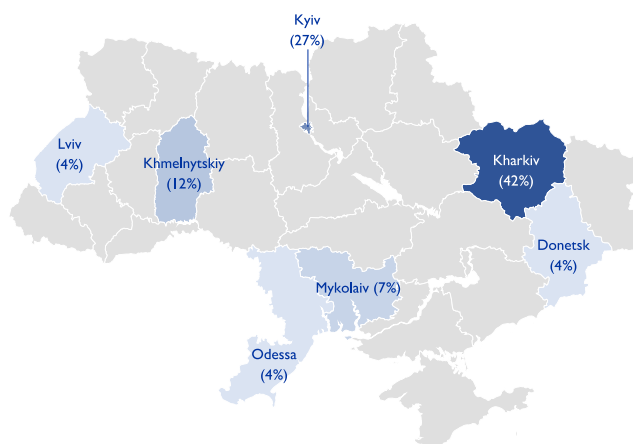 Kyiv
(27%)
Lviv
(4%)
Khmelnytskiy
(12%)
Kharkiv
(42%)
Donetsk
(4%)
Mykolaiv (7%)
Odessa
(4%)